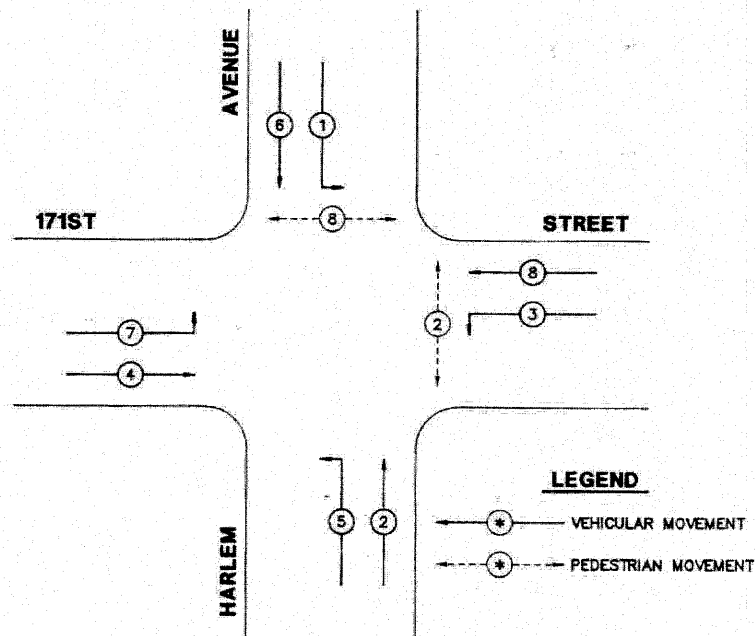 AVENUE
6 1
171ST
8
STREET
8
3
2
7
4
LEGEND
5 2
* VEHICULAR MOVEMENT
* PEDESTRIAN MOVEMENT
HARLEM